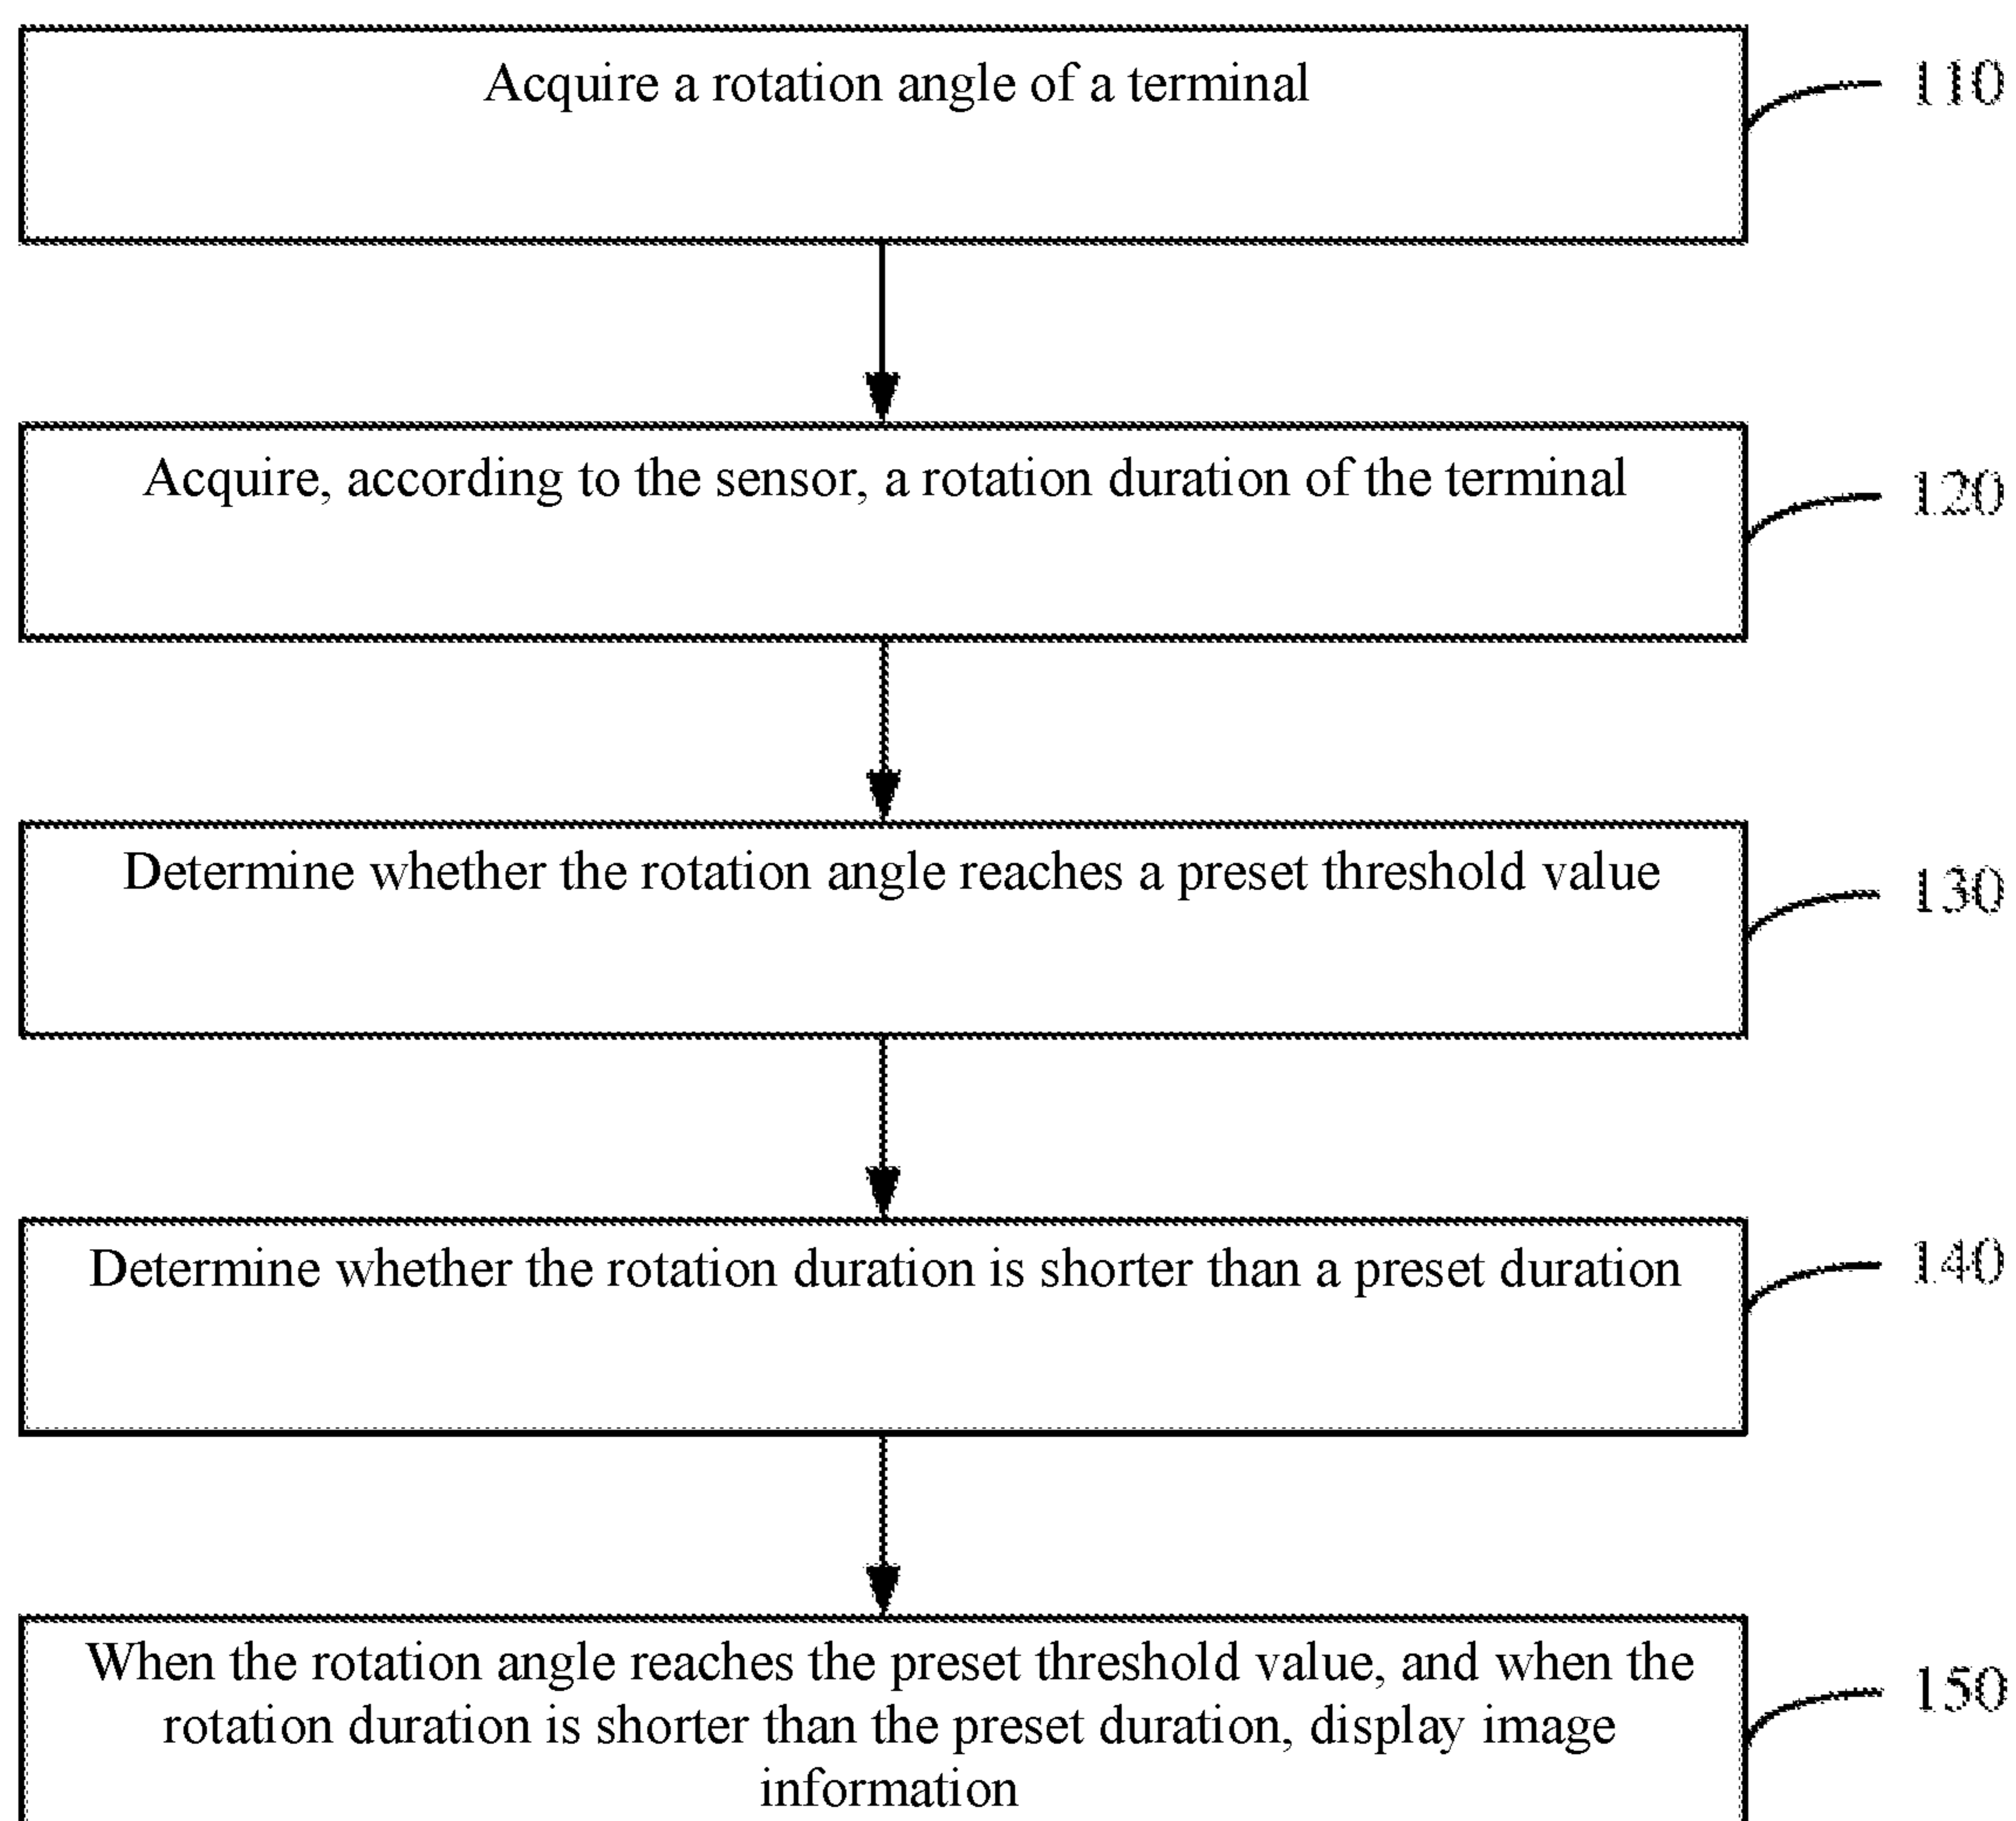 Acquire a rotation angle of a terminal
110
Acquire, according to the sensor, a rotation duration of the terminal
120
Determine whether the rotation angle reaches a preset threshold value
130
Determine whether the rotation duration is shorter than a preset duration
140
When the rotation angle reaches the preset threshold value, and when the
rotation duration is shorter than the preset duration, display image
information
150